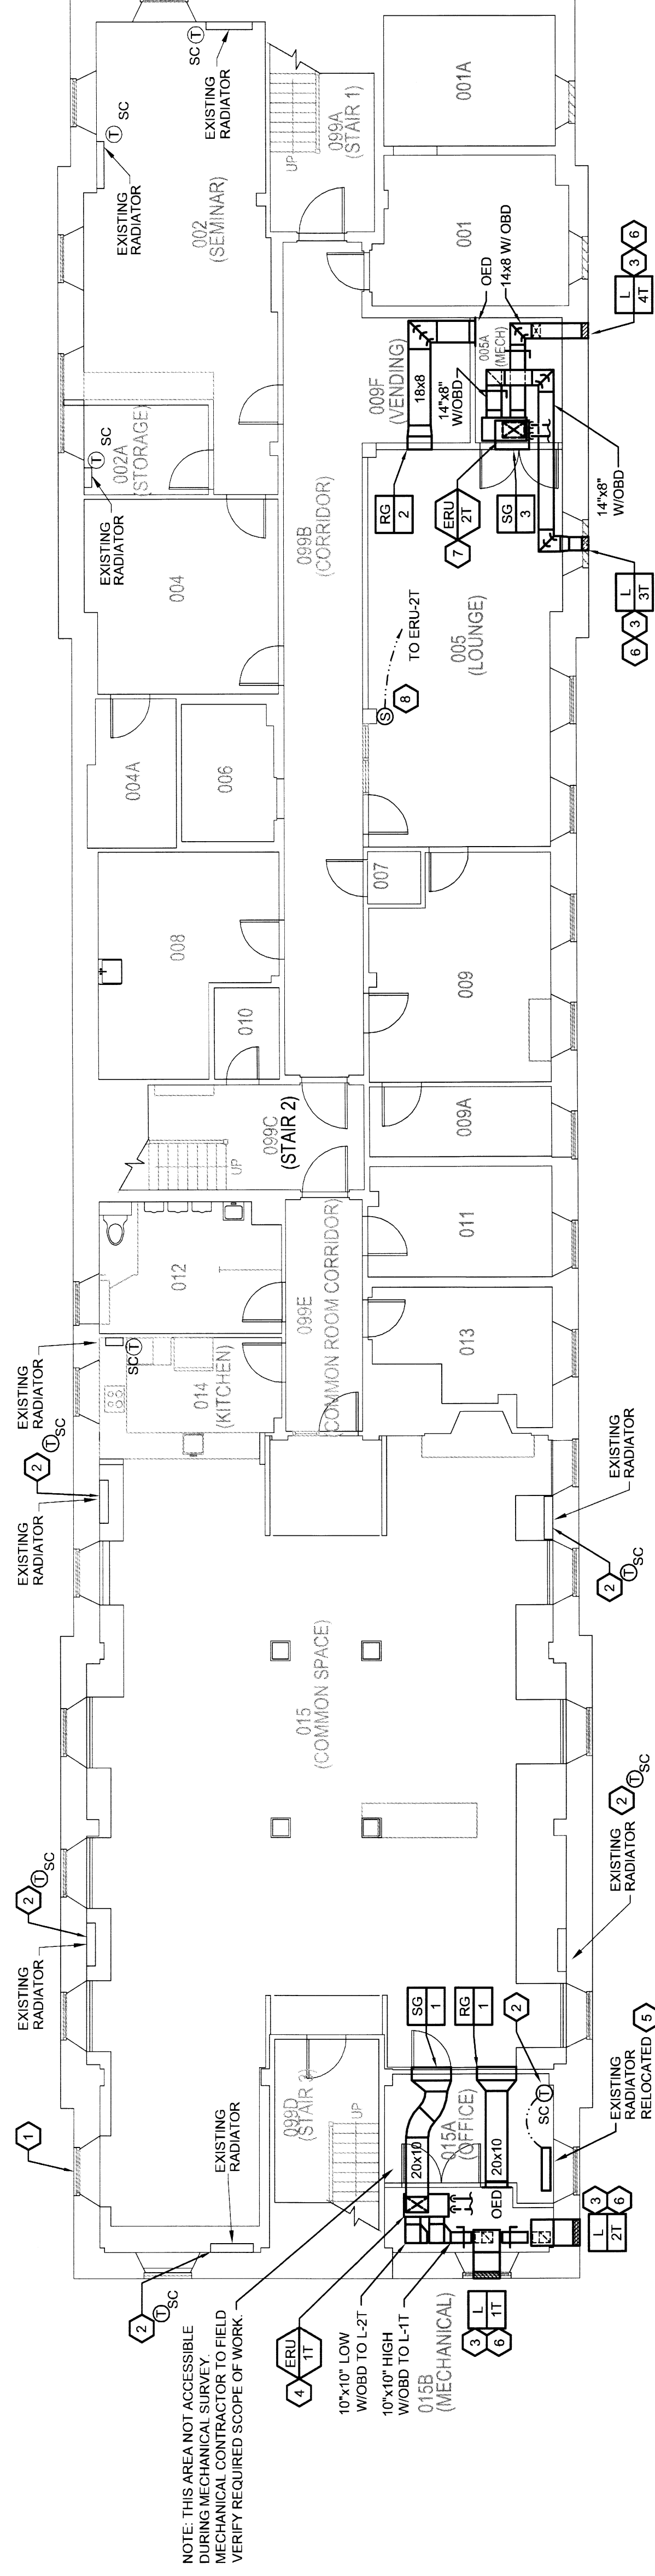 NOTE: THIS AREA NOT ACCESSIBLE
DURING MECHANICAL SURVEY.
MECHANICAL CONTRACTOR TO FIELD
VERIFY REQUIRED SCOPE OF WORK.
1
EXISTING
RADIATOR
2
T
SC
EXISTING
RADIATOR
2
T
SC
EXISTING
RADIATOR
2
T
SC
EXISTING
RADIATOR
SC
T
EXISTING
RADIATOR
T
SC
EXISTING
RADIATOR
T
SC
EXISTING
RADIATOR
SC
T
EXISTING
RADIATOR
014
(KITCHEN)
012
099C
(STAIR 2)
UP
010
008
006
004A
004
002A
(STORAGE)
002
(SEMINAR)
UP
099A
(STAIR 1)
099D
(STAIR 3)
UP
015
(COMMON SPACE)
099E
(COMMON ROOM CORRIDOR)
099B
(CORRIDOR)
4
ERU
1T
10"x10" LOW
W/OBD TO L-2T
10"x10" HIGH
W/OBD TO L-1T
015B
(MECHANICAL)
20x10
20x10
OED
015A
(OFFICE)
SG
1
RG
1
2
SC
T
EXISTING
RADIATOR
RELOCATED
5
L
1T
3
6
L
2T
3
6
EXISTING
RADIATOR
2
T
SC
EXISTING
RADIATOR
2
T
SC
013
011
009A
009
007
005
(LOUNGE)
S
8
TO ERU-2T
RG
2
7
ERU
2T
SG
3
009F
(VENDING)
18x8
14"x8"
W/OBD
005A
(MECH)
OED
14x8 W/ OBD
14"x8"
W/OBD
L
3T
6
3
L
4T
3
6
001
001A